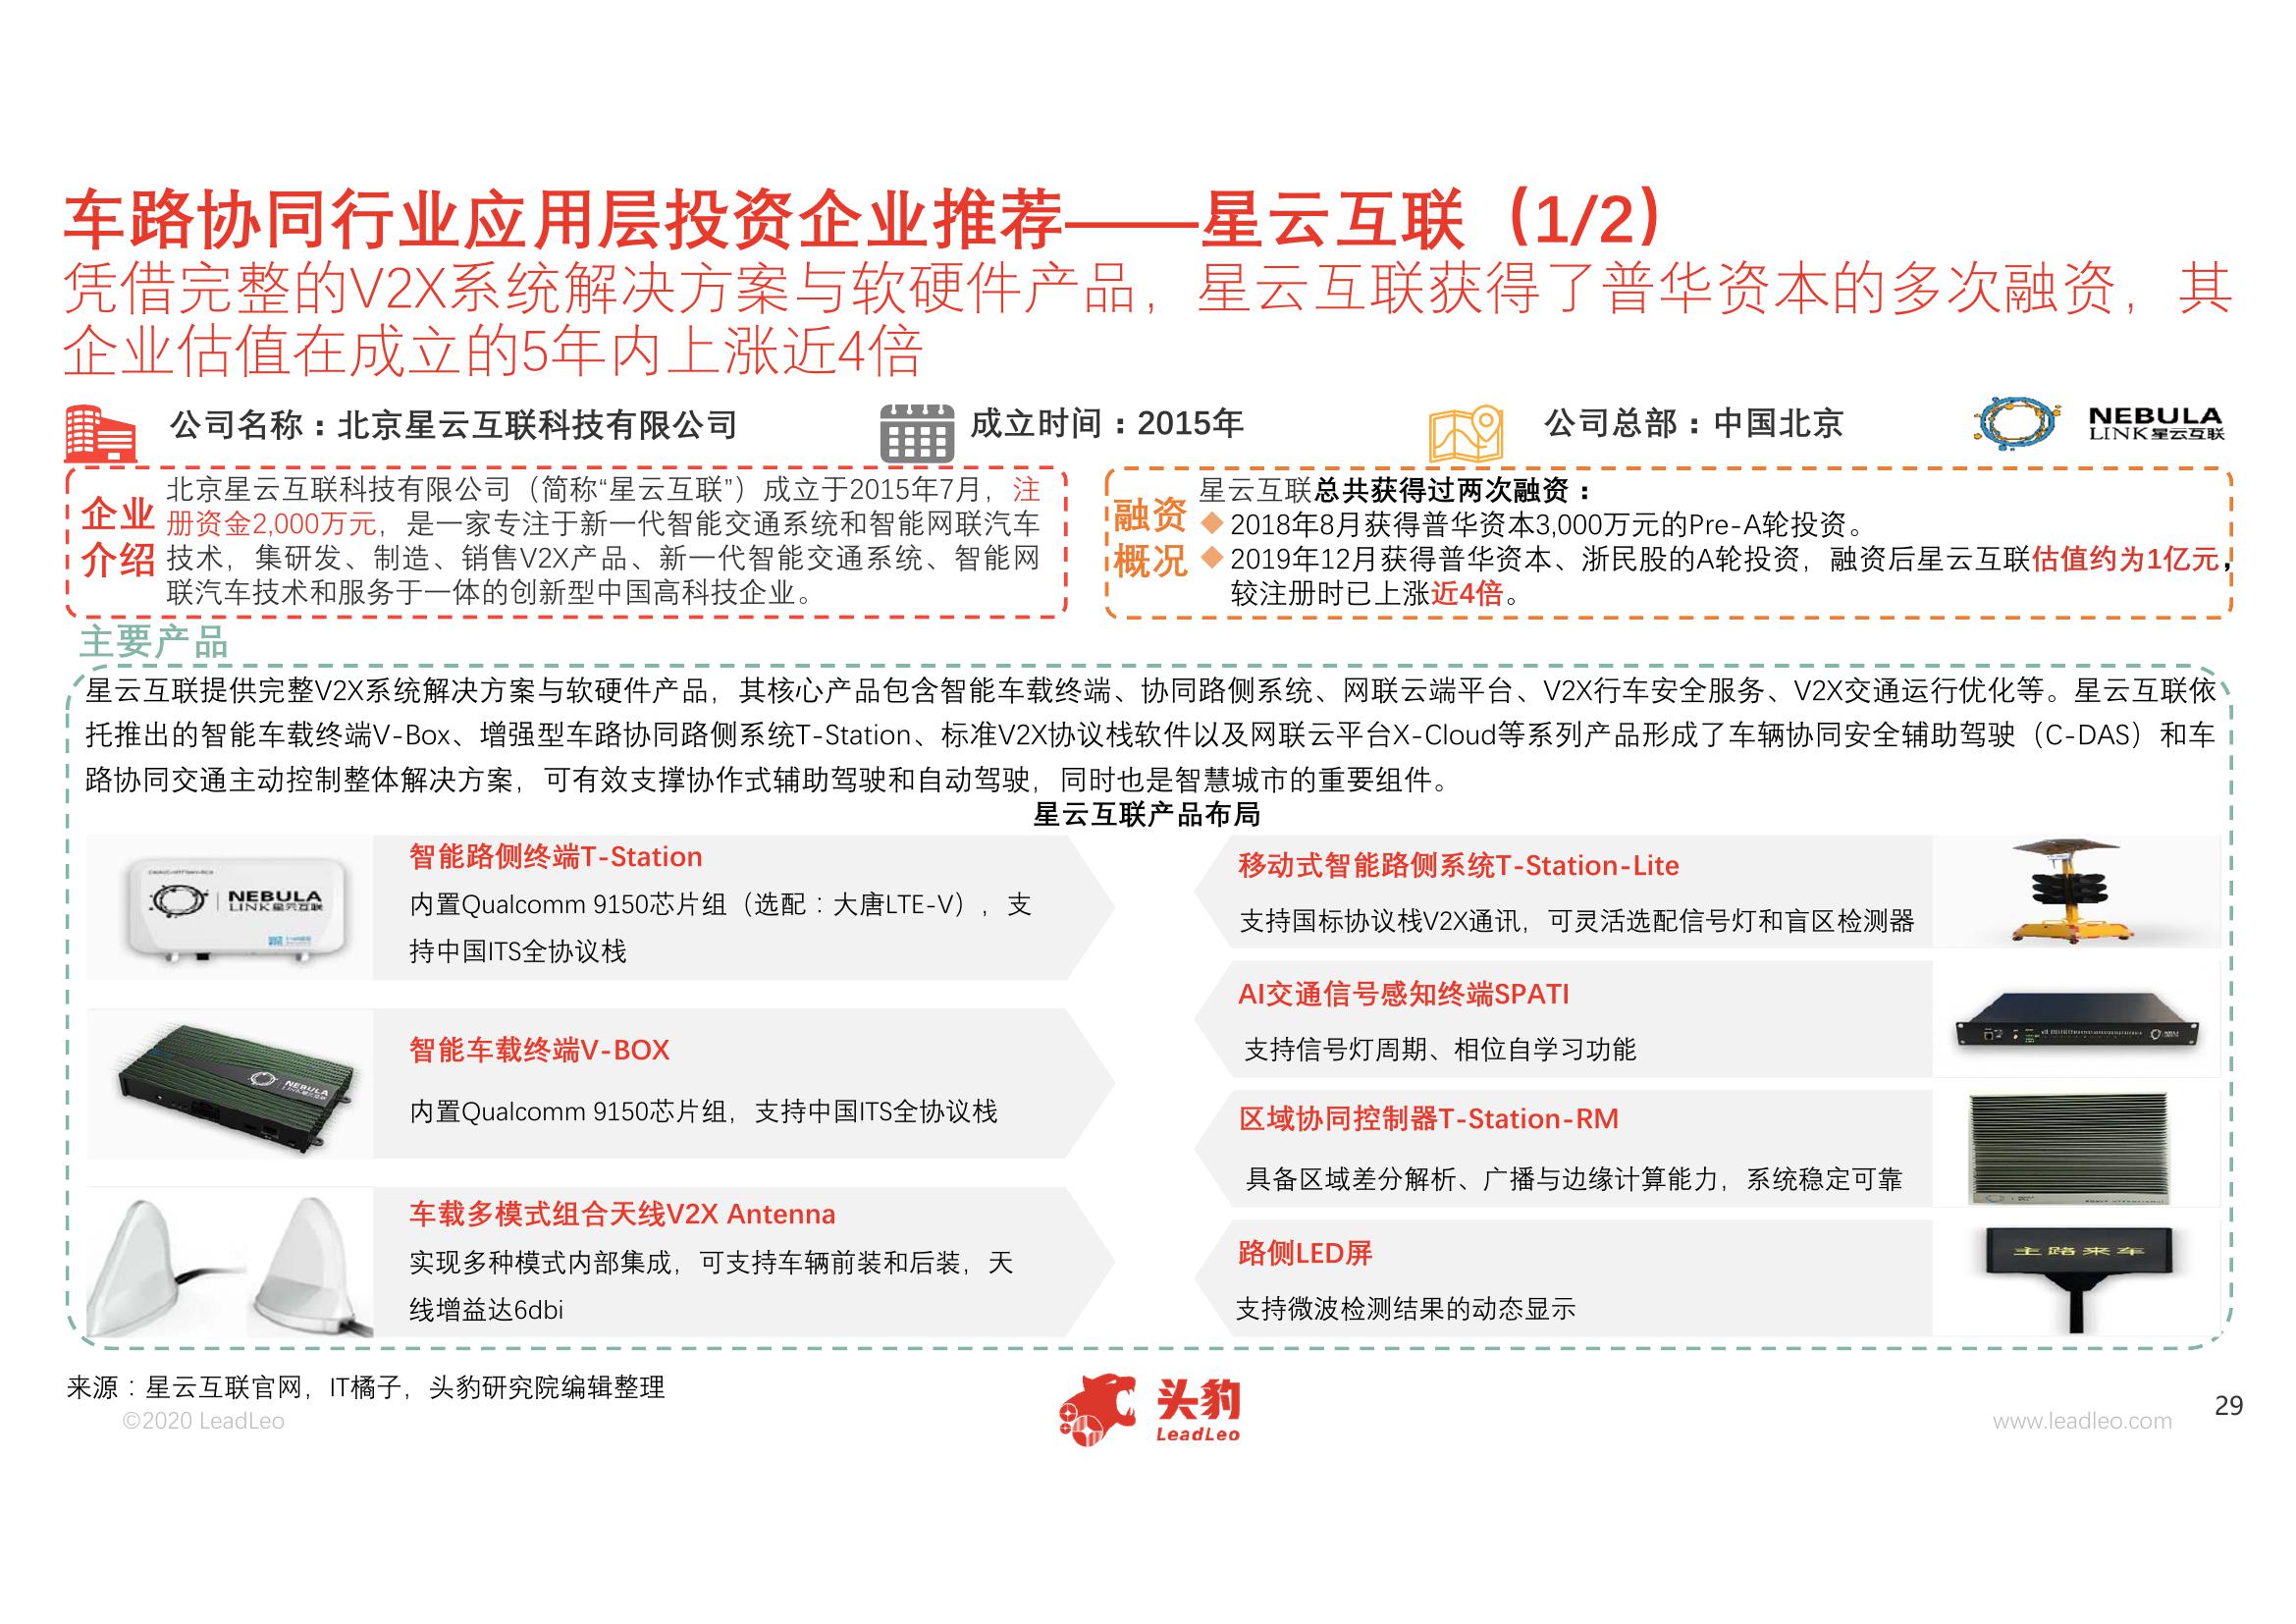 车路协同行业应用层投资企业推荐——星云互联（1/2）
凭借完整的V2X系统解决方案与软硬件产品，星云互联获得了普华资本的多次融资，其
企业估值在成立的5年内上涨近4倍
公司名称：北京星云互联科技有限公司
成立时间：2015年
公司总部：中国北京
NEBULA
LINK星云互联
企业
介绍
北京星云互联科技有限公司（简称“星云互联”）成立于2015年7月，注
册资金2,000万元，是一家专注于新一代智能交通系统和智能网联汽车
技术，集研发、制造、销售V2X产品、新一代智能交通系统、智能网
联汽车技术和服务于一体的创新型中国高科技企业。
融资
概况
星云互联总共获得过两次融资：
2018年8月获得普华资本3,000万元的Pre-A轮投资。
2019年12月获得普华资本、浙民股的A轮投资，融资后星云互联估值约为1亿元，
较注册时已上涨近4倍。
主要产品
星云互联提供完整V2X系统解决方案与软硬件产品，其核心产品包含智能车载终端、协同路侧系统、网联云端平台、V2X行车安全服务、V2X交通运行优化等。星云互联依
托推出的智能车载终端V-Box、增强型车路协同路侧系统T-Station、标准V2X协议栈软件以及网联云平台X-Cloud等系列产品形成了车辆协同安全辅助驾驶（C-DAS）和车
路协同交通主动控制整体解决方案，可有效支撑协作式辅助驾驶和自动驾驶，同时也是智慧城市的重要组件。
星云互联产品布局
NEBULA
LINK星云互联
智能路侧终端T-Station
内置Qualcomm 9150芯片组（选配：大唐LTE-V），支
持中国ITS全协议栈
NEBULA
智能车载终端V-BOX
内置Qualcomm 9150芯片组，支持中国ITS全协议栈
车载多模式组合天线V2X Antenna
实现多种模式内部集成，可支持车辆前装和后装，天
线增益达6dbi
移动式智能路侧系统T-Station-Lite
支持国标协议栈V2X通讯，可灵活选配信号灯和盲区检测器
AI交通信号感知终端SPATI
支持信号灯周期、相位自学习功能
区域协同控制器T-Station-RM
具备区域差分解析、广播与边缘计算能力，系统稳定可靠
路侧LED屏
支持微波检测结果的动态显示
主路来车
来源：星云互联官网，IT橘子，头豹研究院编辑整理
©2020 LeadLeo
头豹
LeadLeo
www.leadleo.com
29